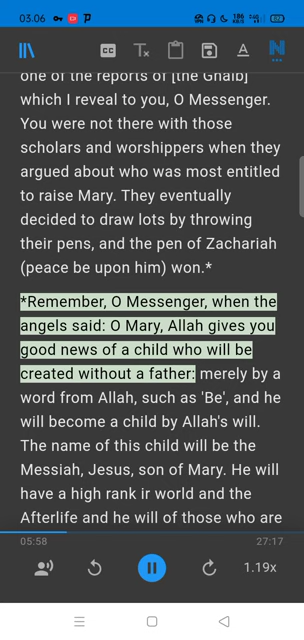 03.06
one of the reports of [the Ghaib]
which I reveal to you, O Messenger.
You were not there with those
scholars and worshippers when they
argued about who was most entitled
to raise Mary. They eventually
decided to draw lots by throwing
their pens, and the pen of Zachariah
(peace be upon him) won.*
*Remember, O Messenger, when the
angels said: O Mary, Allah gives you
good news of a child who will be
created without a father: merely by a
word from Allah, such as 'Be', and he
will become a child by Allah's will.
The name of this child will be the
Messiah, Jesus, son of Mary. He will
have a high rank ir world and the
Afterlife and he will of those who are
05:58 27:17
1.19x